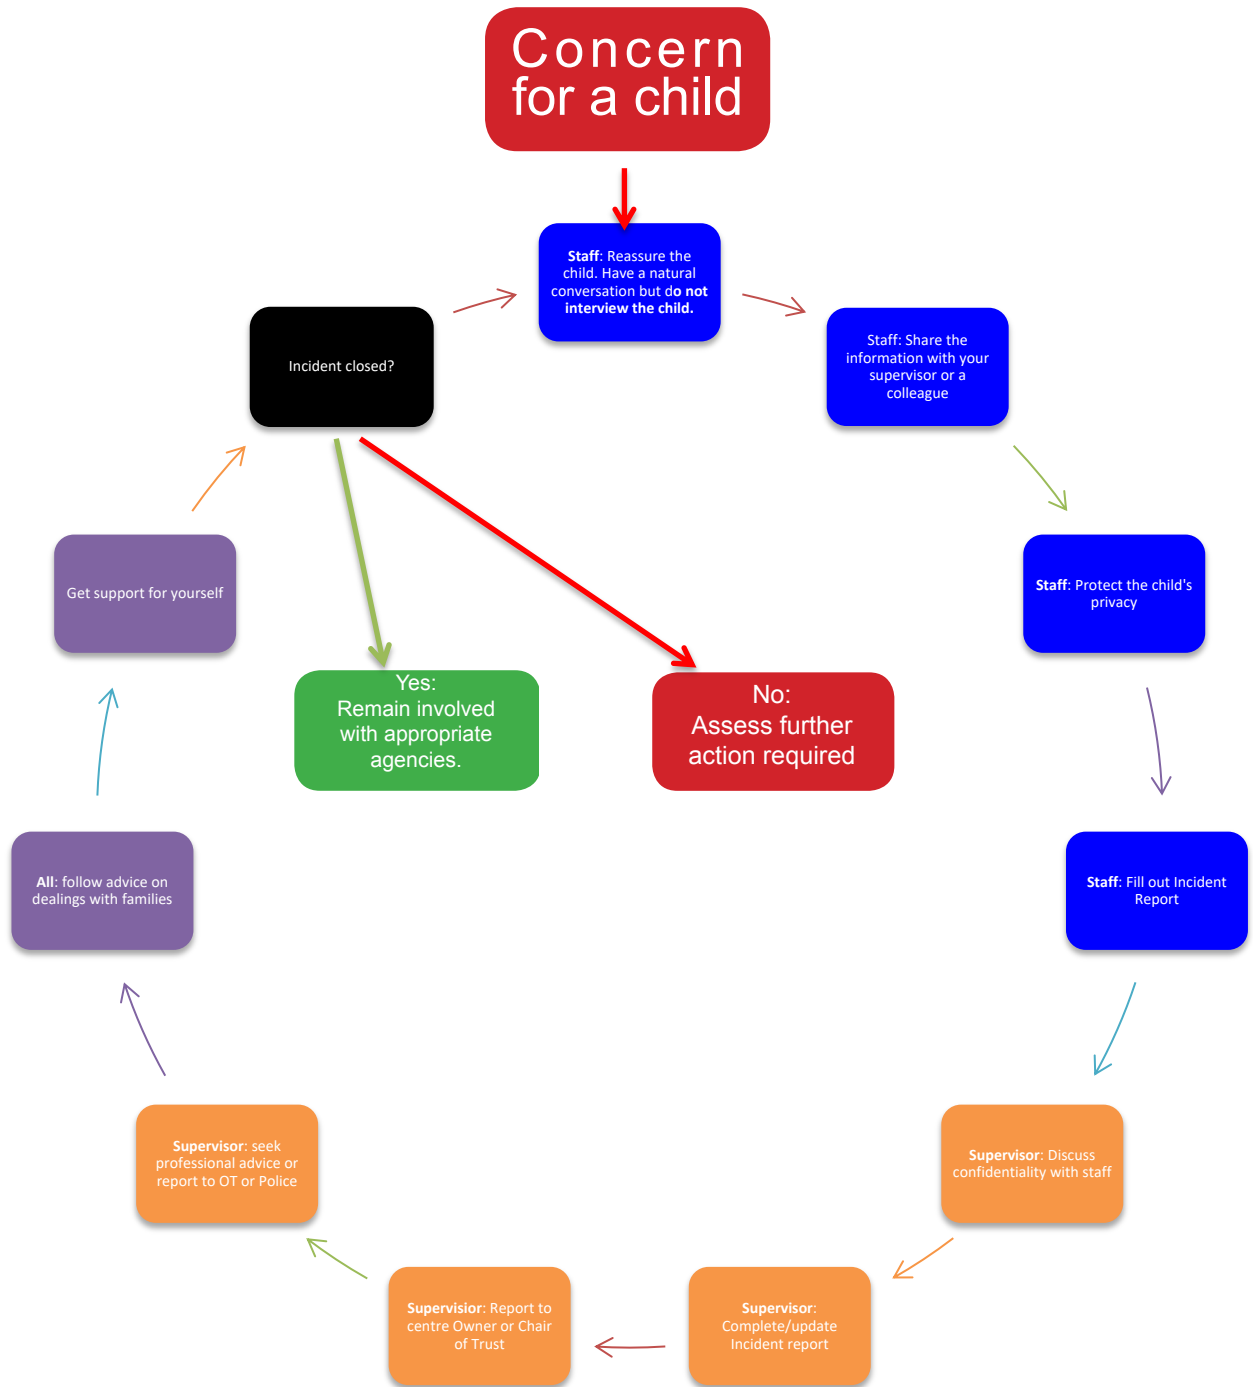 Concern
for a child
Staff: Reassure the
child. Have a natural
conversation but do not
interview the child.
Staff: Share the
information with your
supervisor or a
colleague
Staff: Protect the child's
privacy
Staff: Fill out Incident
Report
Supervisor: Discuss
confidentiality with staff
Supervisor:
Complete/update
Incident report
Supervisior: Report to
centre Owner or Chair
of Trust
Supervisor: seek
professional advice or
report to OT or Police
All: follow advice on
dealings with families
Get support for yourself
Incident closed?
Yes:
Remain involved
with appropriate
agencies.
No:
Assess further
action required